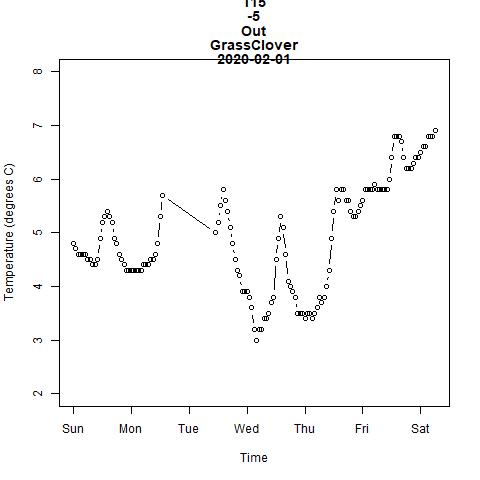 T15
-5
Out
GrassClover
2020-02-01
Temperature (degrees C)
8
7
6
5
4
3
2
Sun Mon Tue Wed Thu Fri Sat
Time